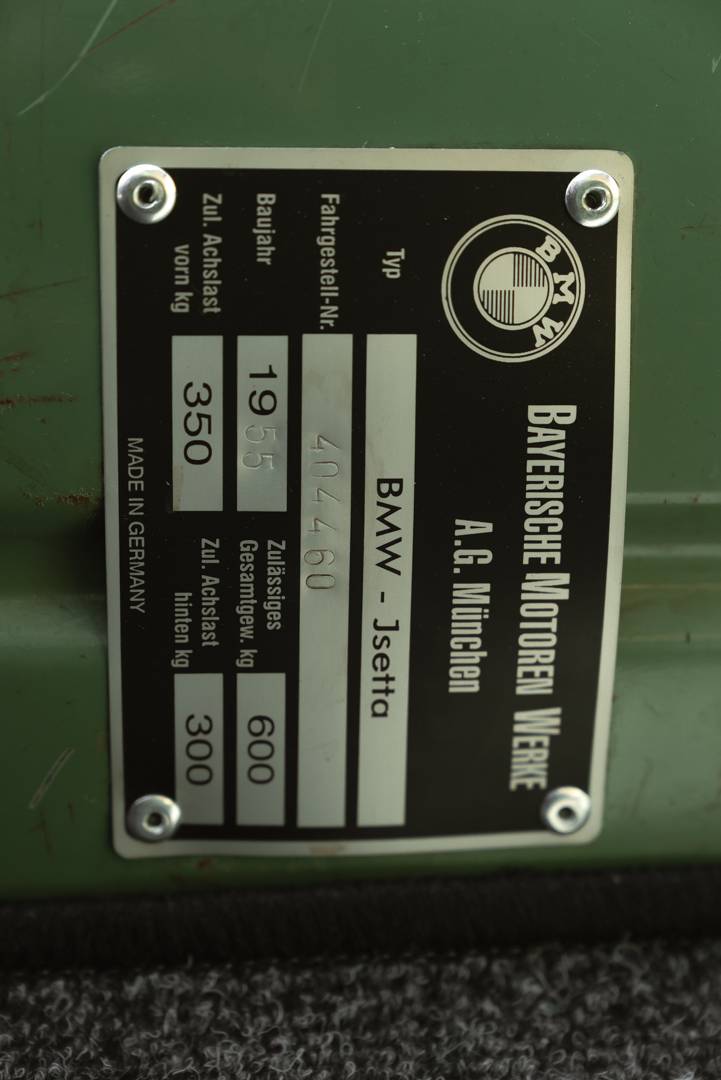 BMW
BAYERISCHE MOTOREN WERKE
A.G. München
Typ BMW - Jsetta
Fahrgestell-Nr. 404460
Baujahr 1955 Zulässiges Gesamtgew. kg 600
Zul. Achslast vorn kg 350 Zul. Achslast hinten kg 300
MADE IN GERMANY